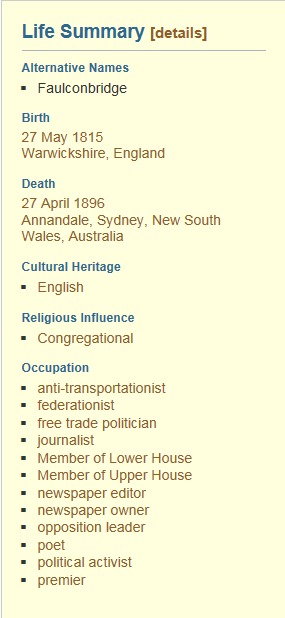 Life Summary [details]
Alternative Names
Faulconbridge
Birth
27 May 1815
Warwickshire, England
Death
27 April 1896
Annandale, Sydney, New South
Wales, Australia
Cultural Heritage
English
Religious Influence
Congregational
Occupation
anti-transportationist
federationist
free trade politician
journalist
Member of Lower House
Member of Upper House
newspaper editor
newspaper owner
opposition leader
poet
political activist
premier